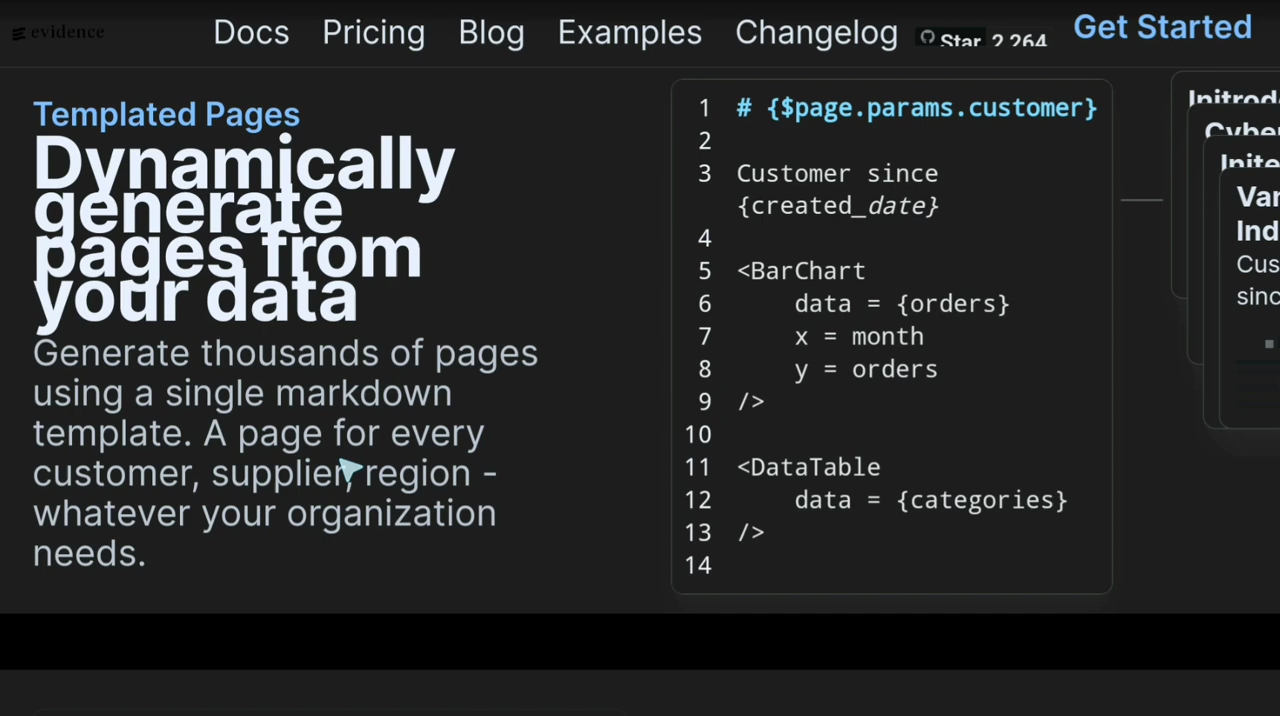 evidence
Docs Pricing Blog Examples Changelog Star 2,264 Get Started
Templated Pages
Dynamically
generate
pages from
your data
Generate thousands of pages
using a single markdown
template. A page for every
customer, supplier, region -
whatever your organization
needs.
1 # {$page.params.customer}
2
3 Customer since
{created_date}
4
5 <BarChart
6 data = {orders}
7 x = month
8 y = orders
9 />
10
11 <DataTable
12 data = {categories}
13 />
14